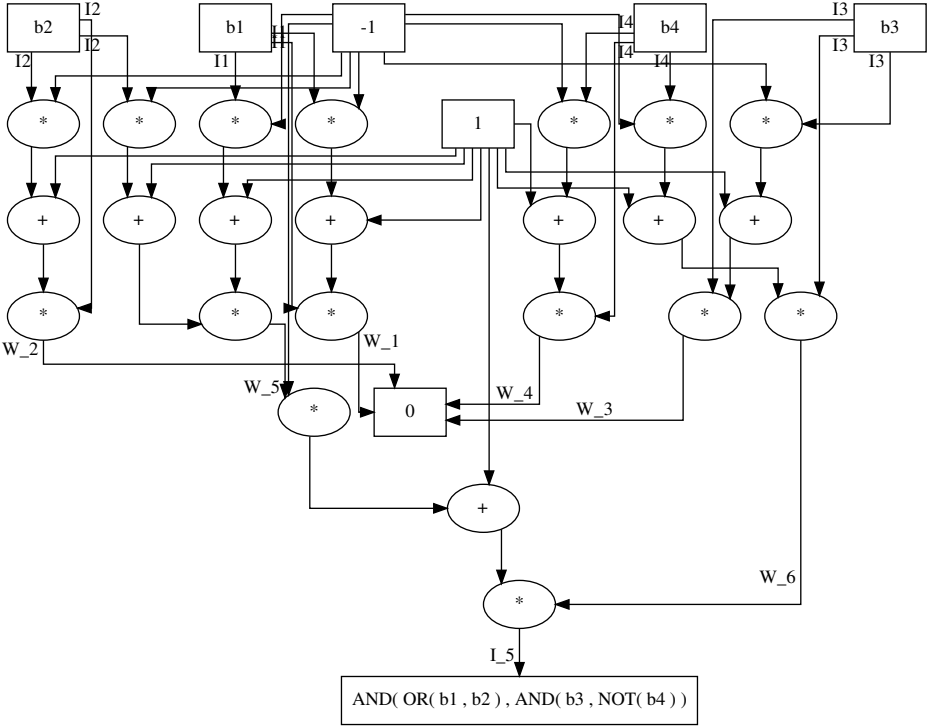 b2
I2
b1
-1
b4
b3
I3
I2
I1
I1
I4
I3
I2
I1
I4
I4
I3
*
*
*
*
1
*
*
*
+
+
+
+
+
+
+
*
*
*
*
*
*
W_2
W_1
W_5
*
0
W_4
W_3
+
W_6
*
I_5
AND( OR( b1 , b2 ) , AND( b3 , NOT( b4 ) )